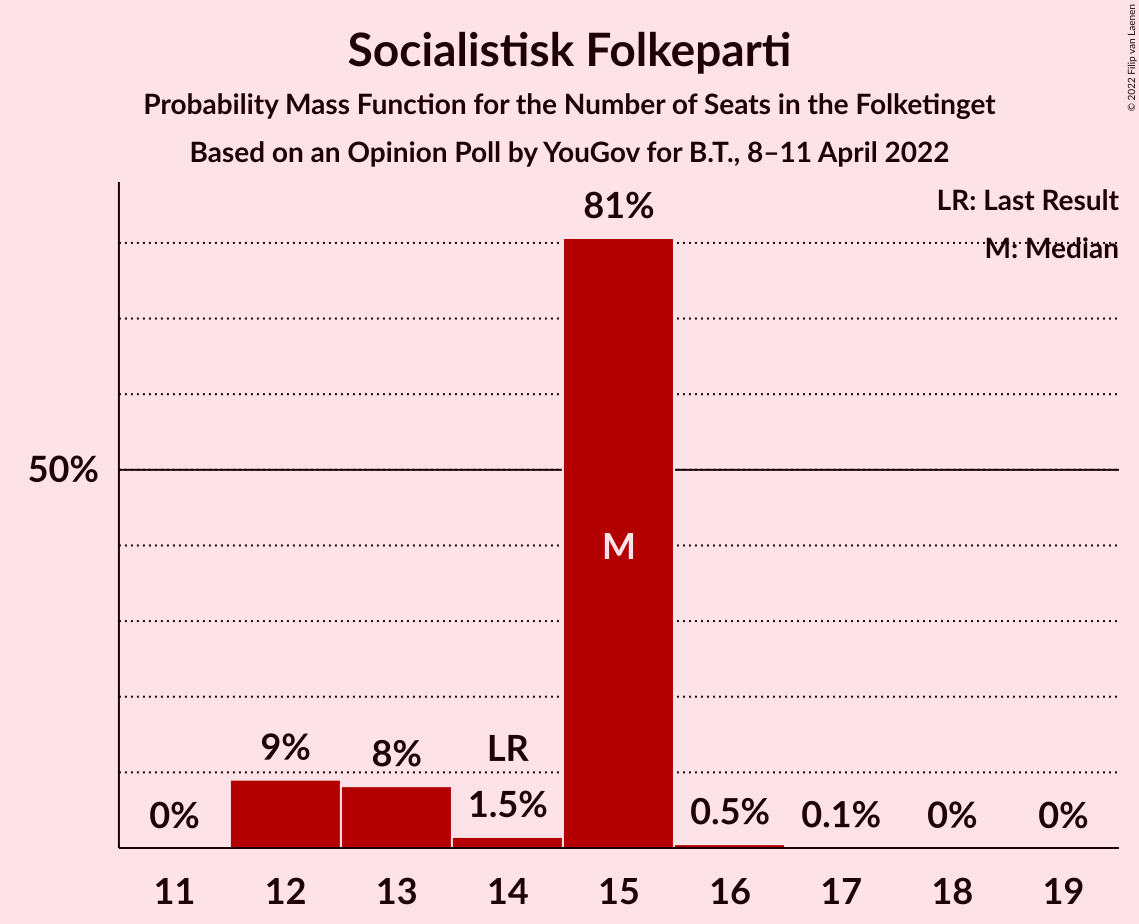 Socialistisk Folkeparti
Probability Mass Function for the Number of Seats in the Folketinget
Based on an Opinion Poll by YouGov for B.T., 8–11 April 2022
© 2022 Filip van Laenen
LR: Last Result
M: Median
81%
50%
M
9%
8%
LR
0%
1.5%
0.5%
0.1%
0%
0%
11 12 13 14 15 16 17 18 19